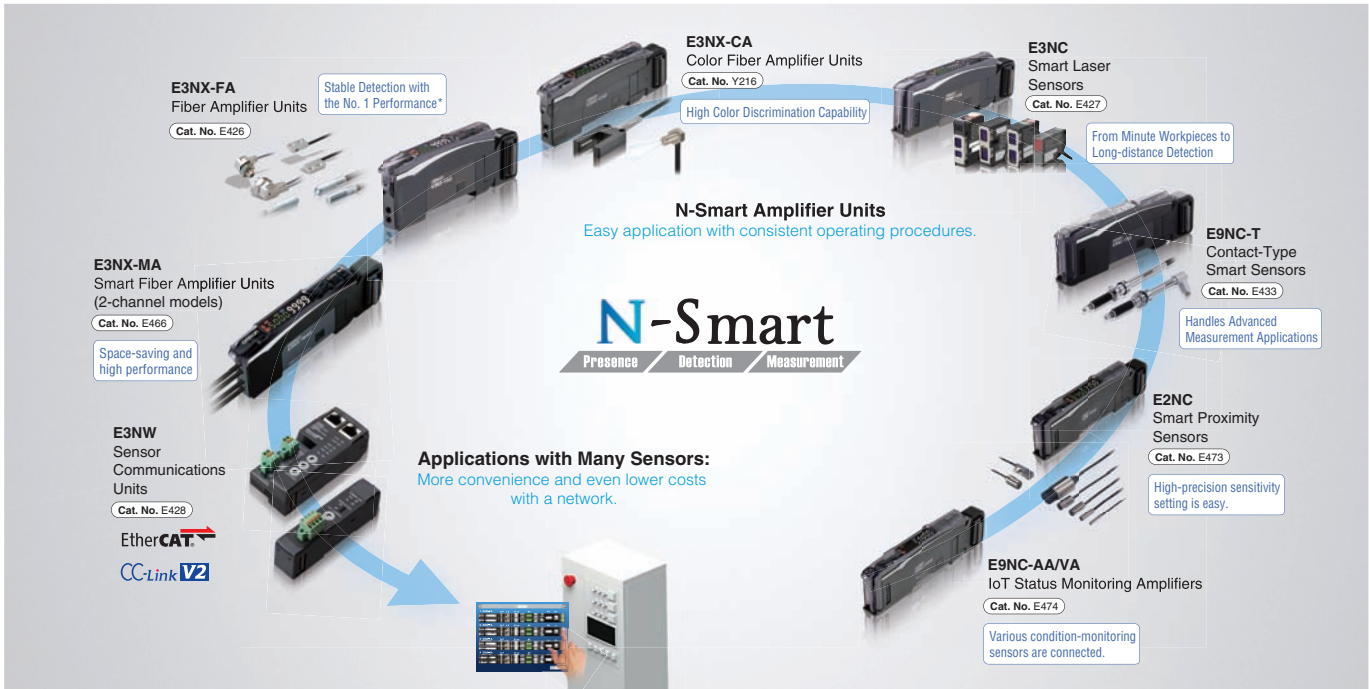 E3NX-CA
Color Fiber Amplifier Units
Cat. No. Y216
High Color Discrimination Capability
E3NC
Smart Laser
Sensors
Cat. No. E427
From Minute Workpieces to
Long-distance Detection
E3NX-FA
Fiber Amplifier Units
Cat. No. E426
Stable Detection with
the No. 1 Performance*
N-Smart Amplifier Units
Easy application with consistent operating procedures.
E9NC-T
Contact-Type
Smart Sensors
Cat. No. E433
Handles Advanced
Measurement Applications
E3NX-MA
Smart Fiber Amplifier Units
(2-channel models)
Cat. No. E466
Space-saving and
high performance
N-Smart
Presence Detection Measurement
E2NC
Smart Proximity
Sensors
Cat. No. E473
High-precision sensitivity
setting is easy.
E3NW
Sensor
Communications
Units
Cat. No. E428
EtherCAT®
CC-Link V2
Applications with Many Sensors:
More convenience and even lower costs
with a network.
E9NC-AA/VA
IoT Status Monitoring Amplifiers
Cat. No. E474
Various condition-monitoring
sensors are connected.